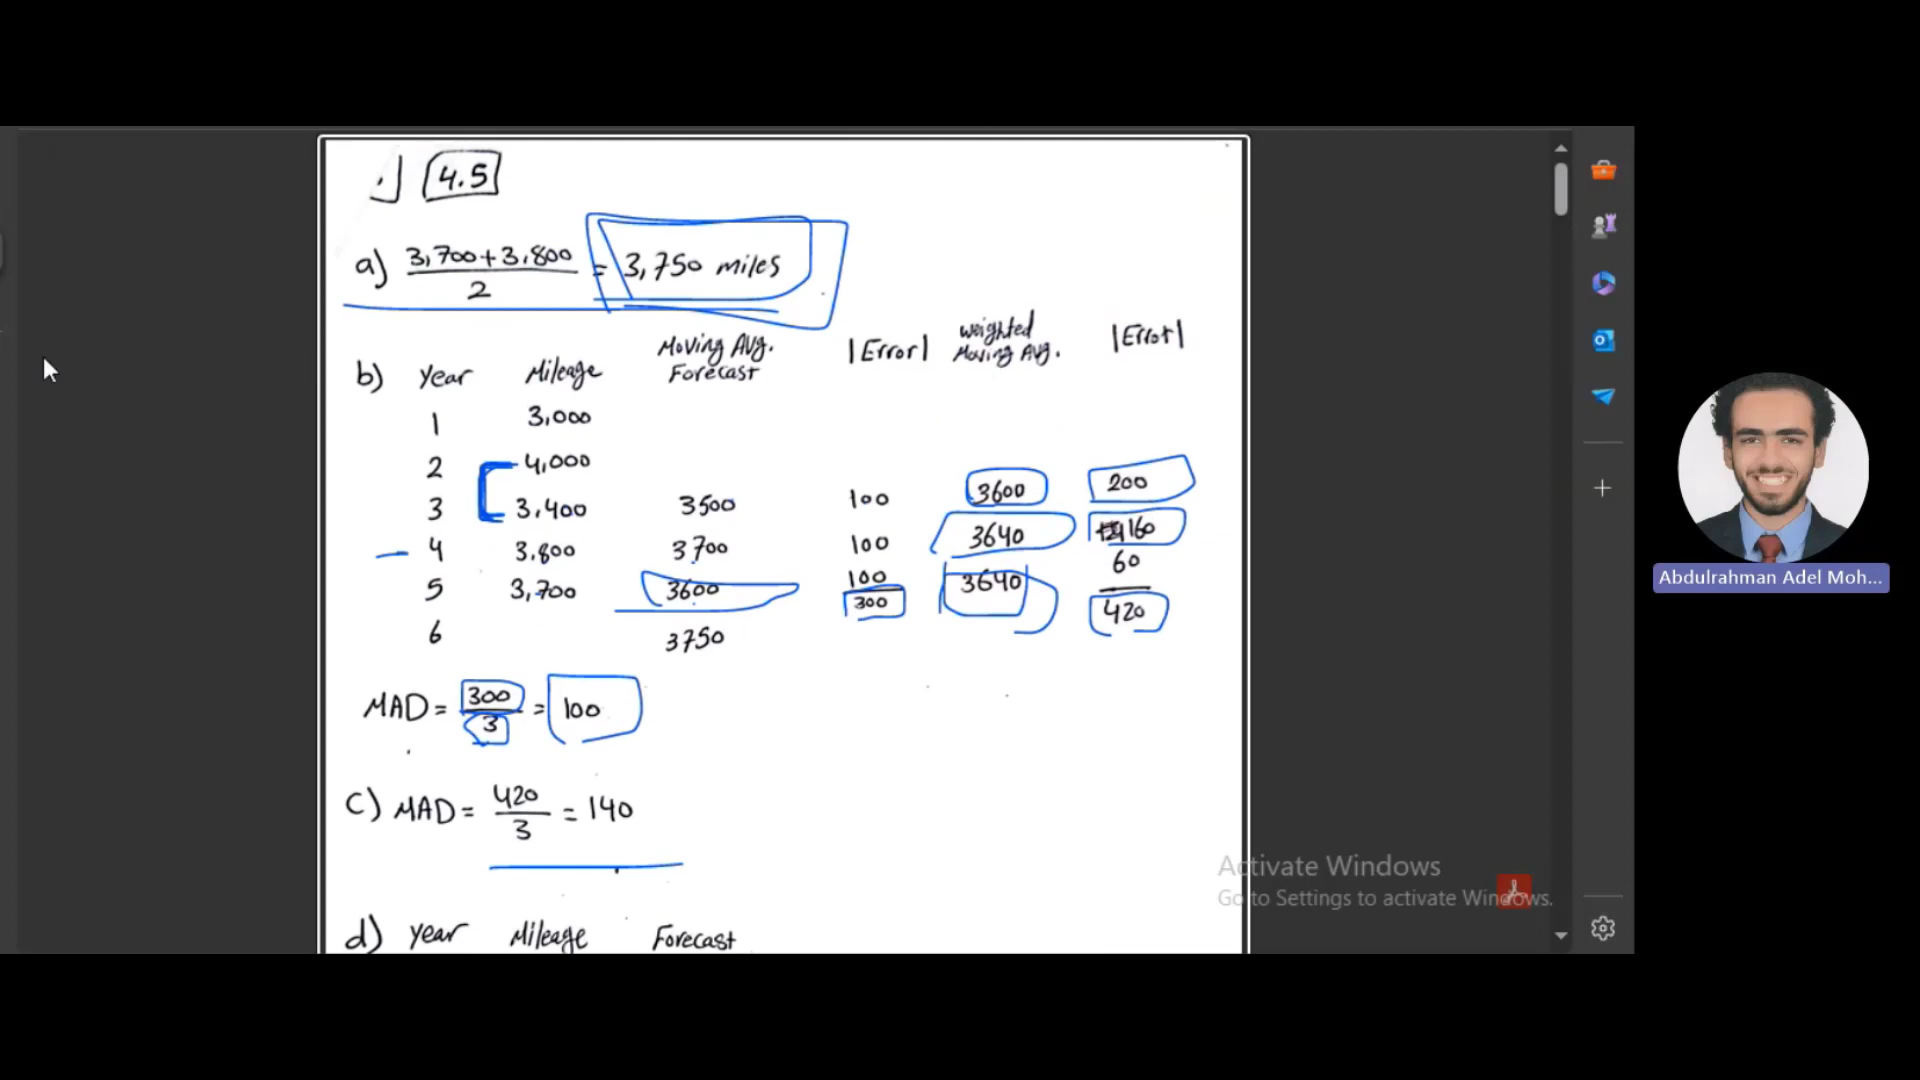 4.5
a) 3,700+3.800 / 2 = 3,750 miles
b) Year Mileage Moving Avg. Forecast |Error| weighted Moving Avg. |Error|
1 3,000
2 4,000
3 3,400 3500 100 3600 200
4 3.800 3700 100 3640 160
5 3,700 3600 100 3640 60
300 420
6 3750
MAD = 300 / 3 = 100
c) MAD = 420 / 3 = 140
d) Year Mileage Forecast
Activate Windows
Go to Settings to activate Windows.
Abdulrahman Adel Moh...